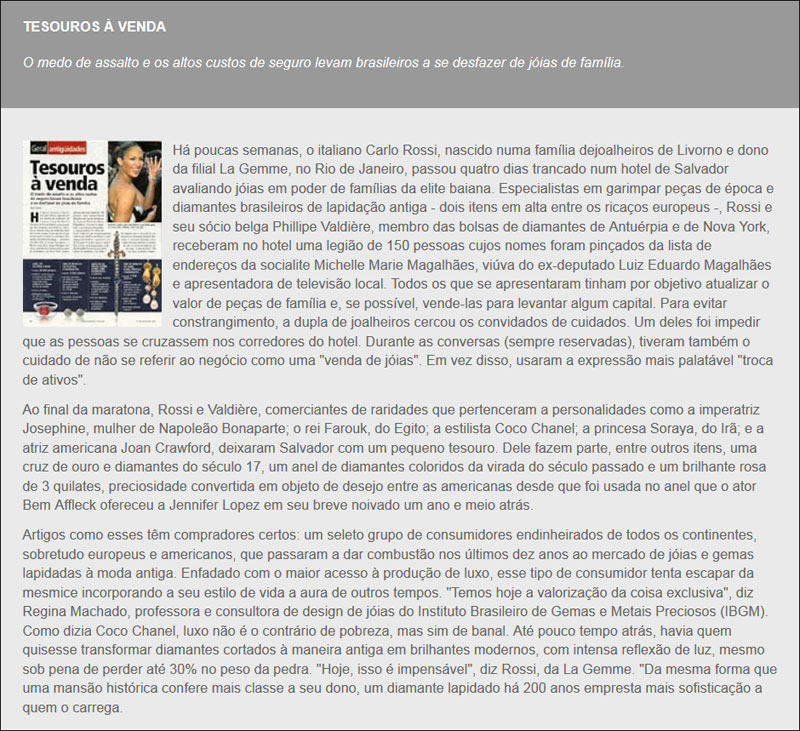 TESOUROS À VENDA
O medo de assalto e os altos custos de seguro levam brasileiros a se desfazer de jóias de família.
Geral antigüidades
Tesouros
à venda
Há poucas semanas, o italiano Carlo Rossi, nascido numa família dejoalheiros de Livorno e dono
da filial La Gemme, no Rio de Janeiro, passou quatro dias trancado num hotel de Salvador
avaliando jóias em poder de famílias da elite baiana. Especialistas em garimpar peças de época e
diamantes brasileiros de lapidação antiga - dois itens em alta entre os ricaços europeus -, Rossi e
seu sócio belga Phillipe Valdière, membro das bolsas de diamantes de Antuérpia e de Nova York,
receberam no hotel uma legião de 150 pessoas cujos nomes foram pinçados da lista de
endereços da socialite Michelle Marie Magalhães, viúva do ex-deputado Luiz Eduardo Magalhães
e apresentadora de televisão local. Todos os que se apresentaram tinham por objetivo atualizar o
valor de peças de família e, se possível, vende-las para levantar algum capital. Para evitar
constrangimento, a dupla de joalheiros cercou os convidados de cuidados. Um deles foi impedir
que as pessoas se cruzassem nos corredores do hotel. Durante as conversas (sempre reservadas), tiveram também o
cuidado de não se referir ao negócio como uma "venda de jóias". Em vez disso, usaram a expressão mais palatável "troca
de ativos".
Ao final da maratona, Rossi e Valdière, comerciantes de raridades que pertenceram a personalidades como a imperatriz
Josephine, mulher de Napoleão Bonaparte; o rei Farouk, do Egito; a estilista Coco Chanel; a princesa Soraya, do Irã; e a
atriz americana Joan Crawford, deixaram Salvador com um pequeno tesouro. Dele fazem parte, entre outros itens, uma
cruz de ouro e diamantes do século 17, um anel de diamantes coloridos da virada do século passado e um brilhante rosa
de 3 quilates, preciosidade convertida em objeto de desejo entre as americanas desde que foi usada no anel que o ator
Bem Affleck ofereceu a Jennifer Lopez em seu breve noivado um ano e meio atrás.
Artigos como esses têm compradores certos: um seleto grupo de consumidores endinheirados de todos os continentes,
sobretudo europeus e americanos, que passaram a dar combustão nos últimos dez anos ao mercado de jóias e gemas
lapidadas à moda antiga. Enfadado com o maior acesso à produção de luxo, esse tipo de consumidor tenta escapar da
mesmice incorporando a seu estilo de vida a aura de outros tempos. "Temos hoje a valorização da coisa exclusiva", diz
Regina Machado, professora e consultora de design de jóias do Instituto Brasileiro de Gemas e Metais Preciosos (IBGM).
Como dizia Coco Chanel, luxo não é o contrário de pobreza, mas sim de banal. Até pouco tempo atrás, havia quem
quisesse transformar diamantes cortados à maneira antiga em brilhantes modernos, com intensa reflexão de luz, mesmo
sob pena de perder até 30% no peso da pedra. "Hoje, isso é impensável", diz Rossi, da La Gemme. "Da mesma forma que
uma mansão histórica confere mais classe a seu dono, um diamante lapidado há 200 anos empresta mais sofisticação a
quem o carrega.